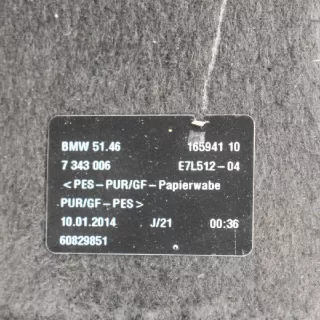 BMW 51.46 165941 10
7 343 006 E7L512-04
<PES-PUR/GF-Papierwabe
PUR/GF-PES>
10.01.2014 J/21 00:36
60829851